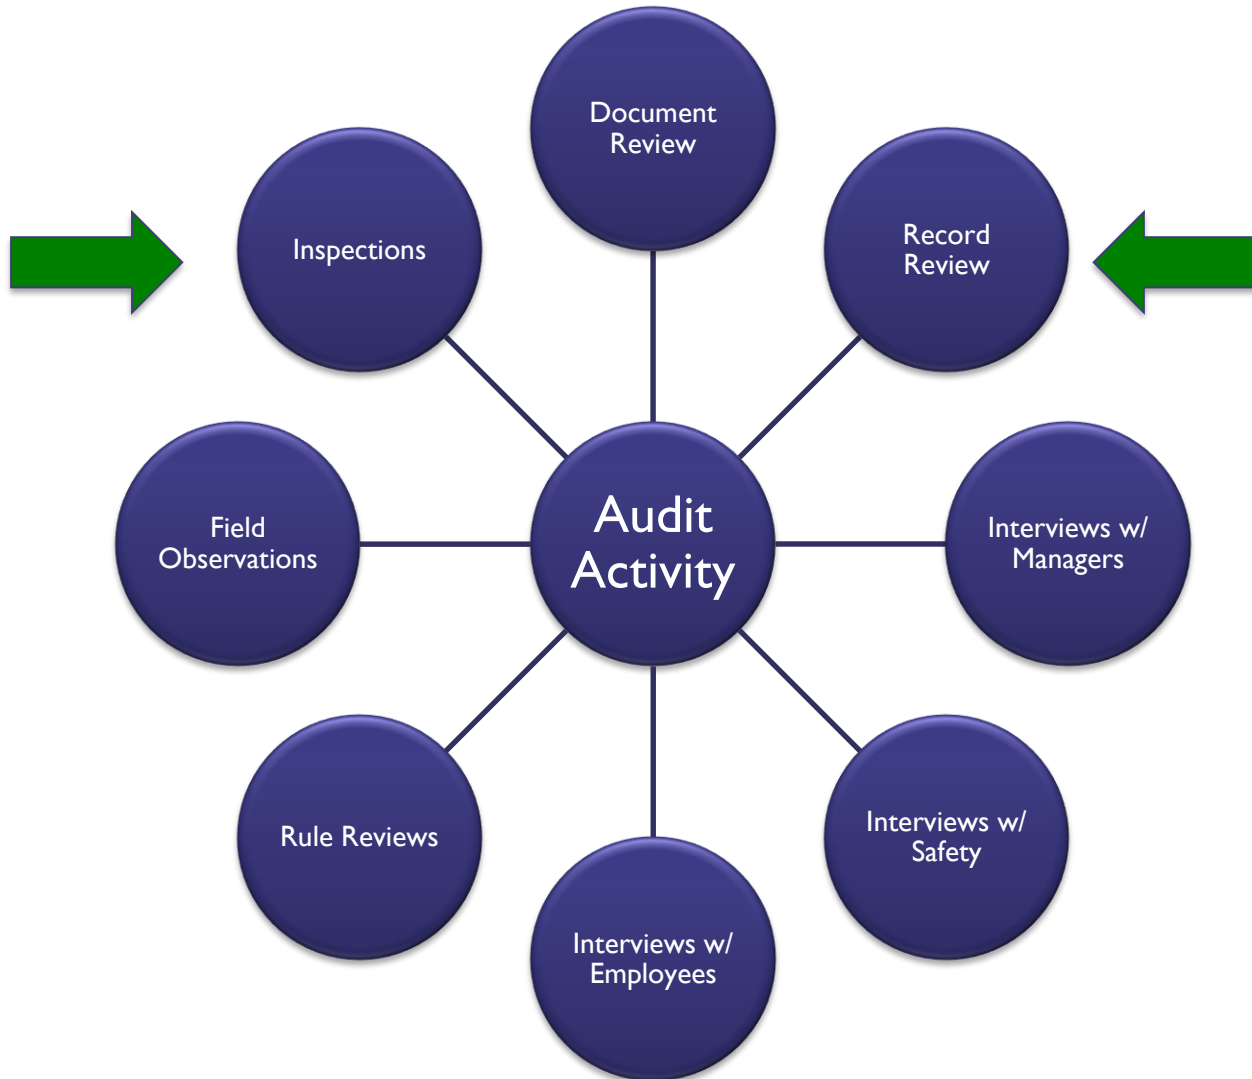 Document
Review
Inspections
Record
Review
Field
Observations
Audit
Activity
Interviews w/
Managers
Rule Reviews
Interviews w/
Safety
Interviews w/
Employees